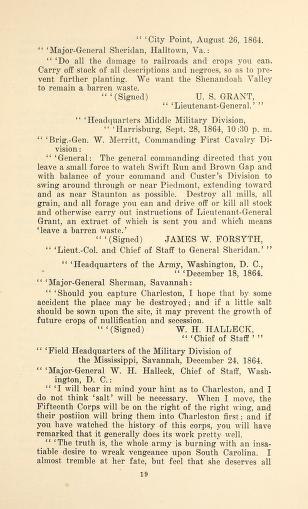 " 'City Point, August 26, 1864.
" 'Major-General Sheridan, Halltown, Va.:
" 'Do all the damage to railroads and crops you can.
Carry off stock of all descriptions and negroes, so as to pre-
vent further planting. We want the Shenandoah Valley
to remain a barren waste.
" '(Signed) U. S. GRANT,
" 'Lieutenant-General.' "
" 'Headquarters Middle Military Division,
" 'Harrisburg, Sept. 28, 1864, 10:30 p. m.
" 'Brig.-Gen. W. Merritt, Commanding First Cavalry Di-
vision:
" 'General: The general commanding directed that you
leave a small force to watch Swift Run and Brown Gap and
with balance of your command and Custer's Division to
swing around through or near Piedmont, extending toward
and as near Staunton as possible. Destroy all mills, all
grain, and all forage you can and drive off or kill all stock
and otherwise carry out instructions of Lieutenant-General
Grant, an extract of which is sent you and which means
'leave a barren waste.'
" '(Signed) JAMES W. FORSYTH,
" 'Lieut.-Col. and Chief of Staff to General Sheridan.' "
" 'Headquarters of the Army, Washington, D. C.,
" 'December 18, 1864.
" 'Major-General Sherman, Savannah:
" 'Should you capture Charleston, I hope that by some
accident the place may be destroyed; and if a little salt
should be sown upon the site, it may prevent the growth of
future crops of nullification and secession.
" '(Signed) W. H. HALLECK,
" 'Chief of Staff' "
" 'Field Headquarters of the Military Division of
the Mississippi, Savannah, December 24, 1864.
" 'Major-General W. H. Halleck, Chief of Staff, Wash-
ington, D. C.:
" 'I will bear in mind your hint as to Charleston, and I
do not think 'salt' will be necessary. When I move, the
Fifteenth Corps will be on the right of the right wing, and
their postiion will bring them into Charleston first; and if
you have watched the history of this corps, you will have
remarked that it generally does its work pretty well.
" 'The truth is, the whole army is burning with an insa-
tiable desire to wreak vengeance upon South Carolina. I
almost tremble at her fate, but feel that she deserves all
19